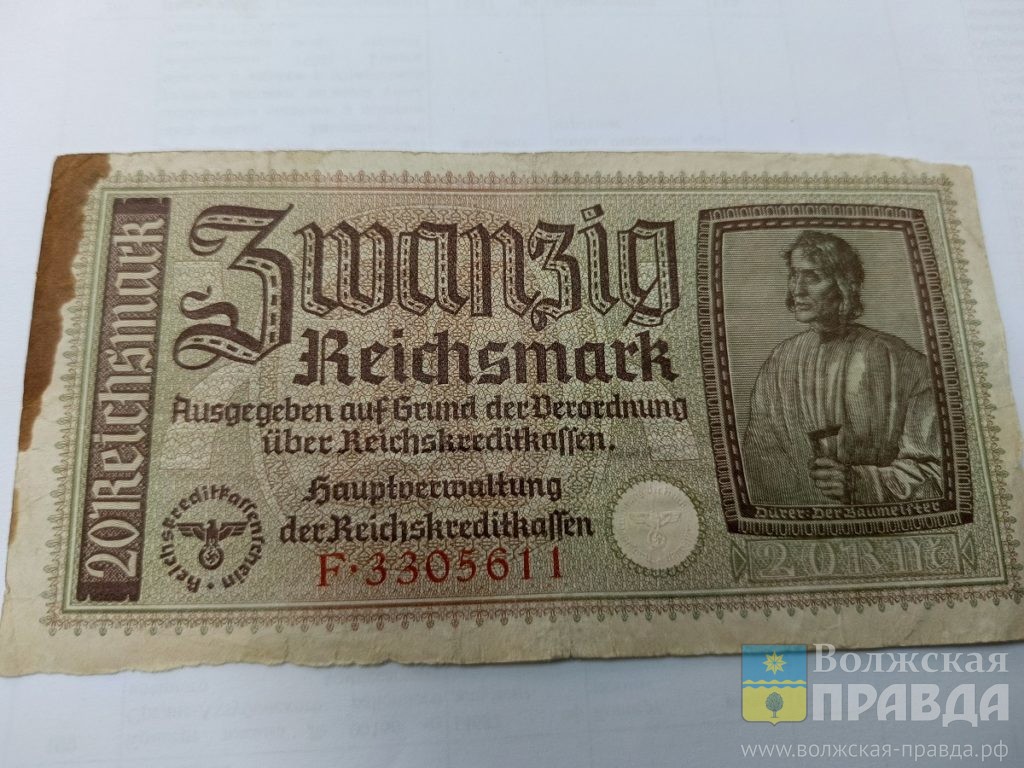 20 Reichsmark
Zwanzig
Reichsmark
Ausgegeben auf Grund der Verordnung
über Reichskreditkassen.
Hauptverwaltung
der Reichskreditkassen
F·3305611
Reichskreditkassenschein
Dürer: Der Baumeister
20 RM
Волжская
ПРАВДА
www.волжская-правда.рф